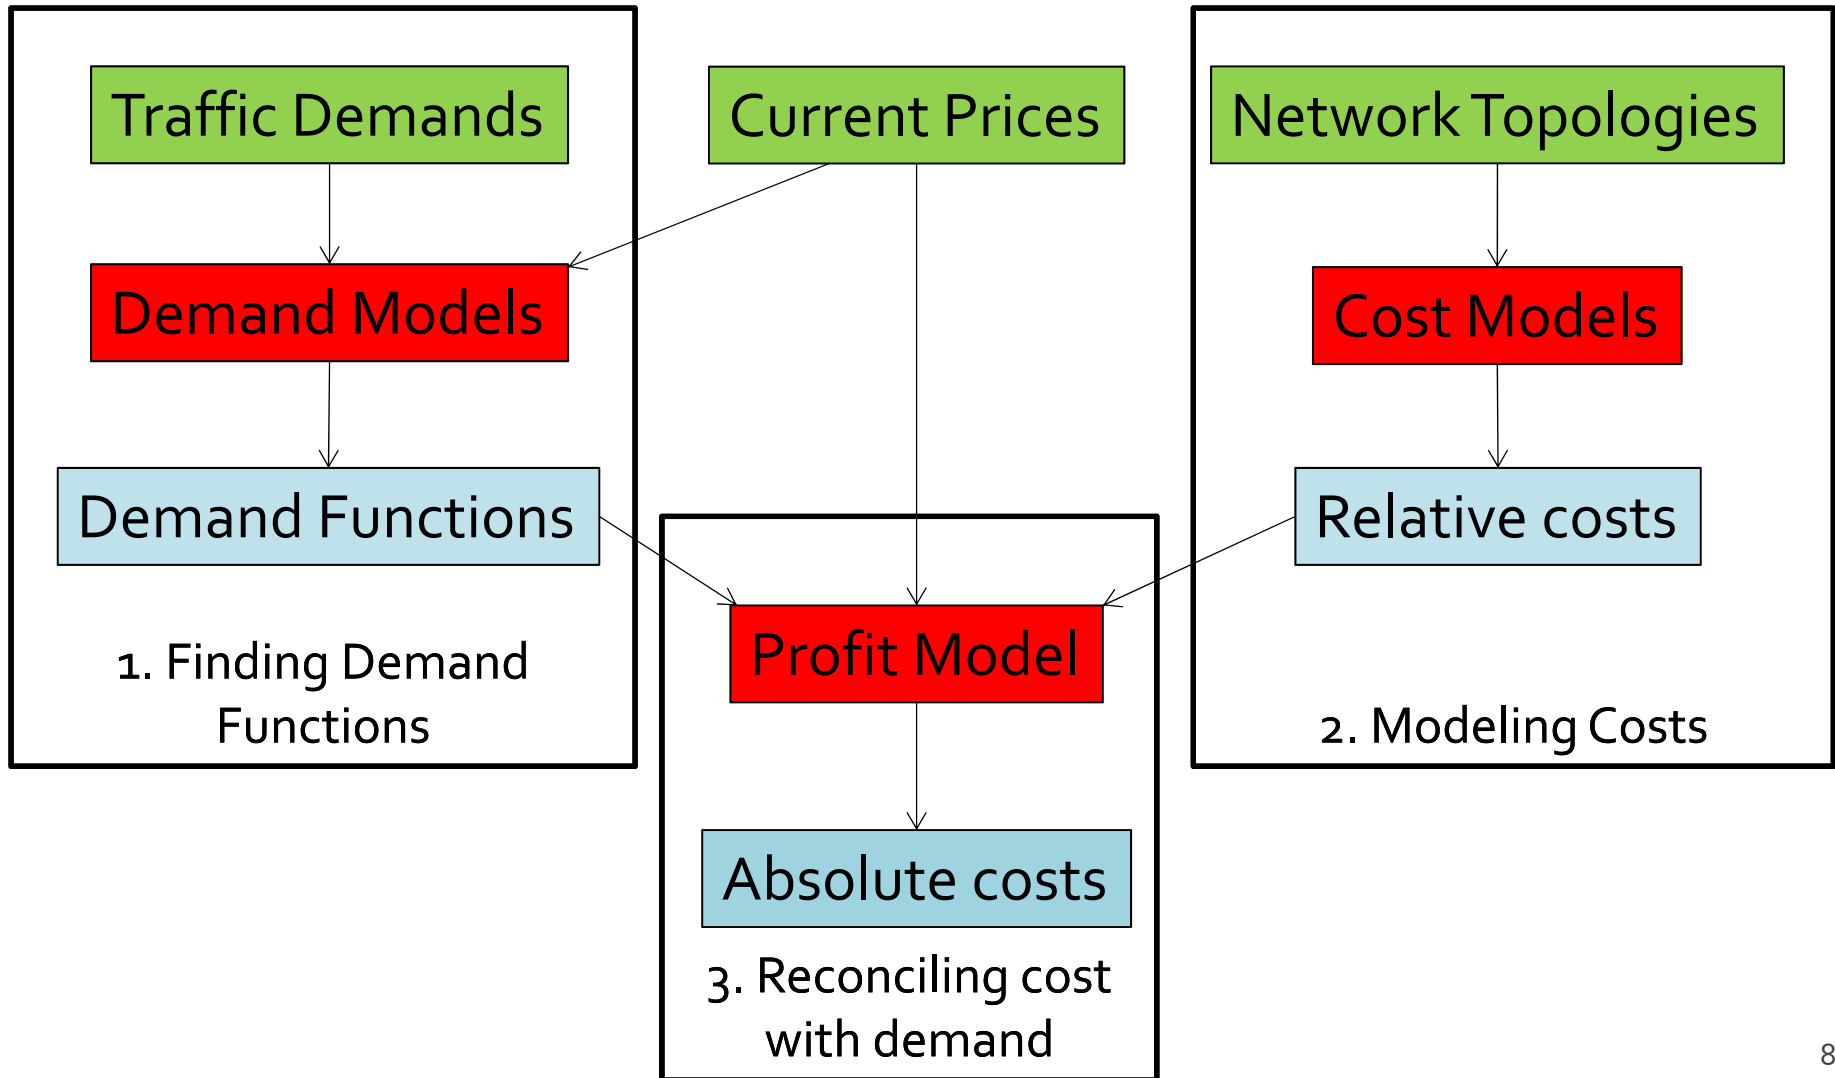 Traffic Demands
Current Prices
Network Topologies
Demand Models
Cost Models
Demand Functions
Relative costs
Profit Model
1. Finding Demand
Functions
2. Modeling Costs
Absolute costs
3. Reconciling cost
with demand
8